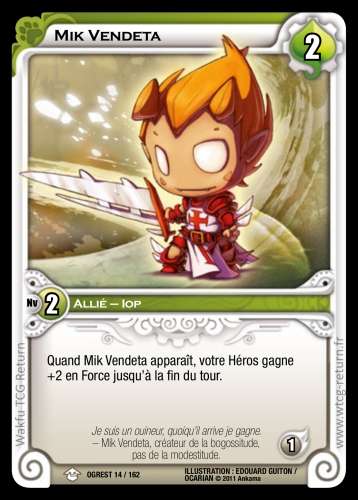 Mik Vendeta
2
Nv 2 Allié – Iop
Quand Mik Vendeta apparaît, votre Héros gagne
+2 en Force jusqu'à la fin du tour.
Je suis un ouineur, quoiqu'il arrive je gagne.
– Mik Vendeta, créateur de la bogossitude,
pas de la modestitude.
1
OGREST 14 / 162
ILLUSTRATION : EDOUARD GUITON /
OCARIAN © 2011 Ankama
Wakfu TCG Return
www.wtcg-return.fr